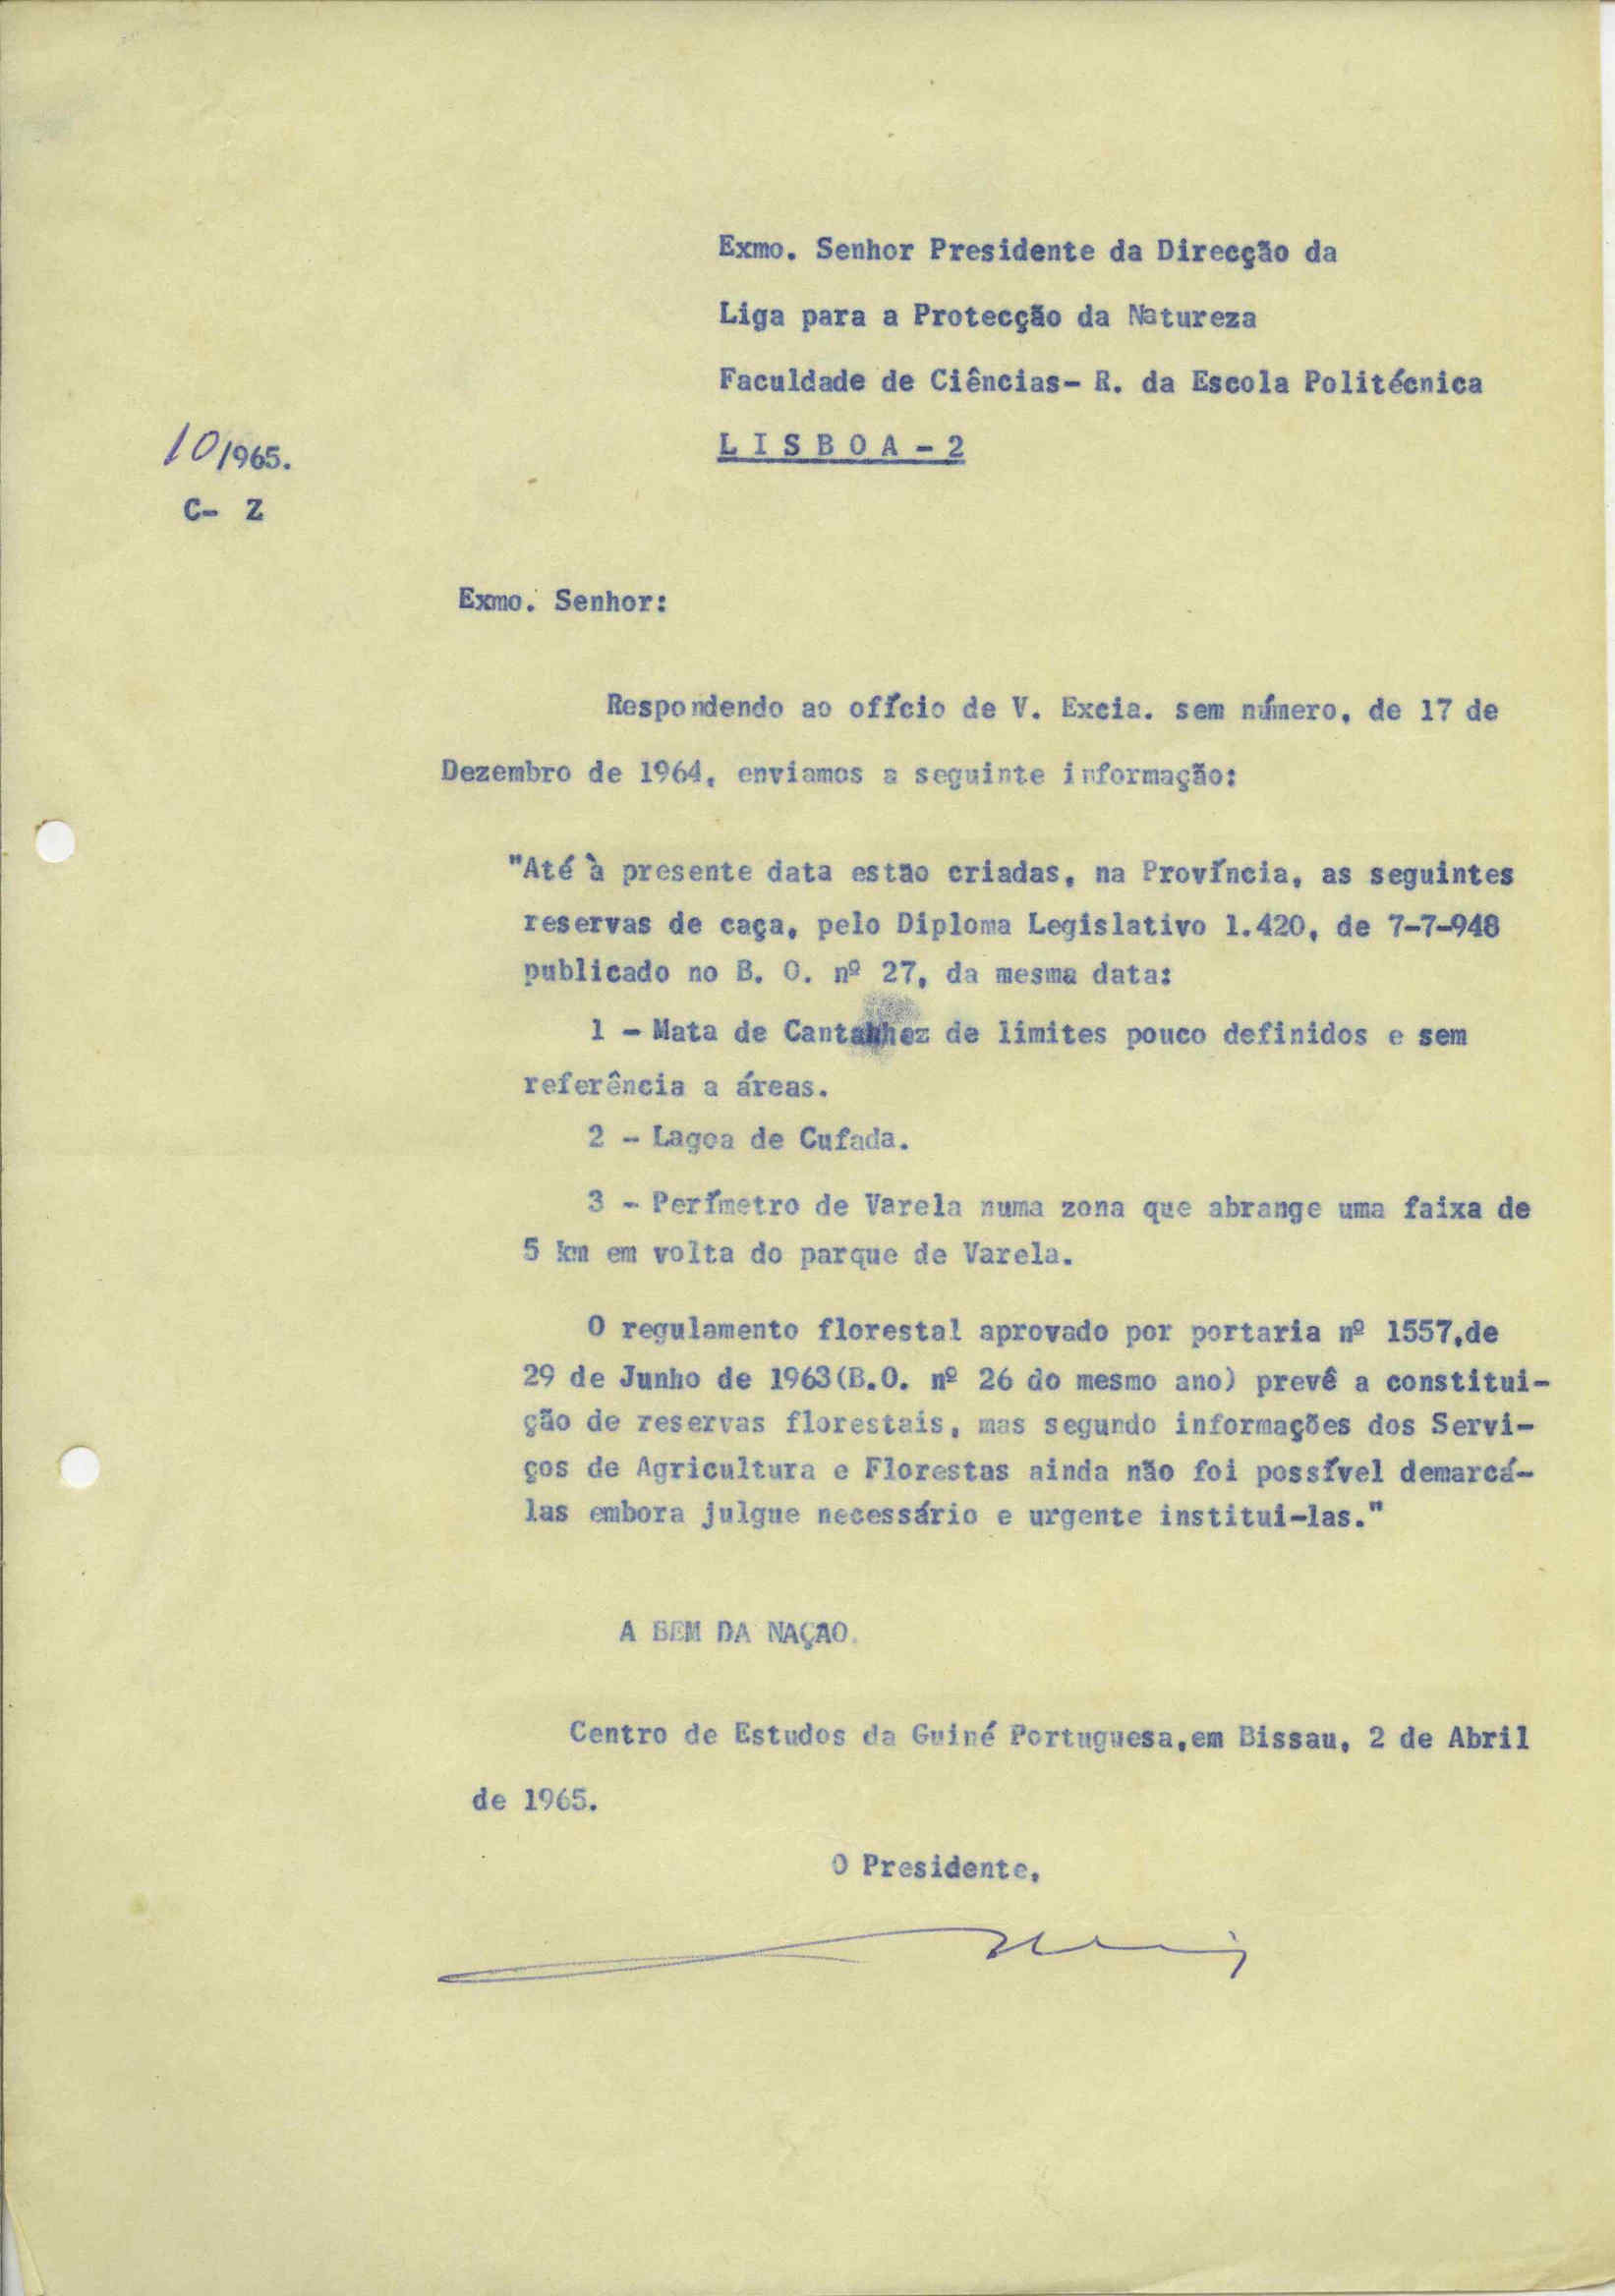 Exmo. Senhor Presidente da Direcção da
Liga para a Protecção da Natureza
Faculdade de Ciências- R. da Escola Politécnica
L I S B O A - 2
10/965.
C- Z
Exmo. Senhor:
Respondendo ao ofício de V. Excia. sem número, de 17 de
Dezembro de 1964, enviamos a seguinte informação:
"Até à presente data estão criadas, na Província, as seguintes
reservas de caça, pelo Diploma Legislativo 1.420, de 7-7-948
publicado no B. O. nº 27, da mesma data:
1 - Mata de Cantanhez de limites pouco definidos e sem
referência a áreas.
2 - Lagoa de Cufada.
3 - Perímetro de Varela numa zona que abrange uma faixa de
5 km em volta do parque de Varela.
O regulamento florestal aprovado por portaria nº 1557,de
29 de Junho de 1963(B.O. nº 26 do mesmo ano) prevê a constitui-
ção de reservas florestais, mas segundo informações dos Servi-
ços de Agricultura e Florestas ainda não foi possível demarcá-
las embora julgue necessário e urgente institui-las."
A BEM DA NAÇAO.
Centro de Estudos da Guiné Portuguesa,em Bissau, 2 de Abril
de 1965.
O Presidente,